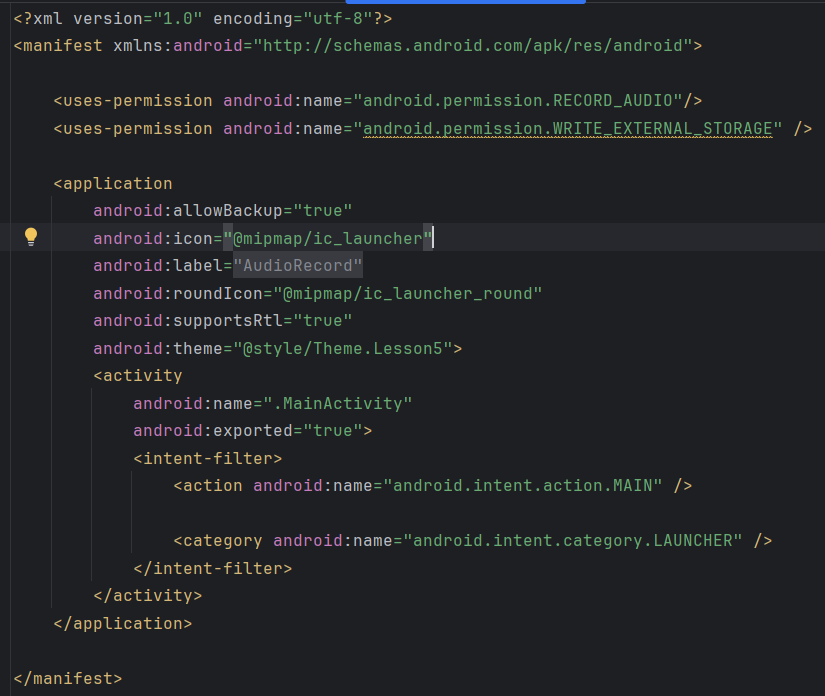 <?xml version="1.0" encoding="utf-8"?>
<manifest xmlns:android="http://schemas.android.com/apk/res/android">
<uses-permission android:name="android.permission.RECORD_AUDIO"/>
<uses-permission android:name="android.permission.WRITE_EXTERNAL_STORAGE" />
<application
android:allowBackup="true"
android:icon="@mipmap/ic_launcher"
android:label="AudioRecord"
android:roundIcon="@mipmap/ic_launcher_round"
android:supportsRtl="true"
android:theme="@style/Theme.Lesson5">
<activity
android:name=".MainActivity"
android:exported="true">
<intent-filter>
<action android:name="android.intent.action.MAIN" />
<category android:name="android.intent.category.LAUNCHER" />
</intent-filter>
</activity>
</application>
</manifest>